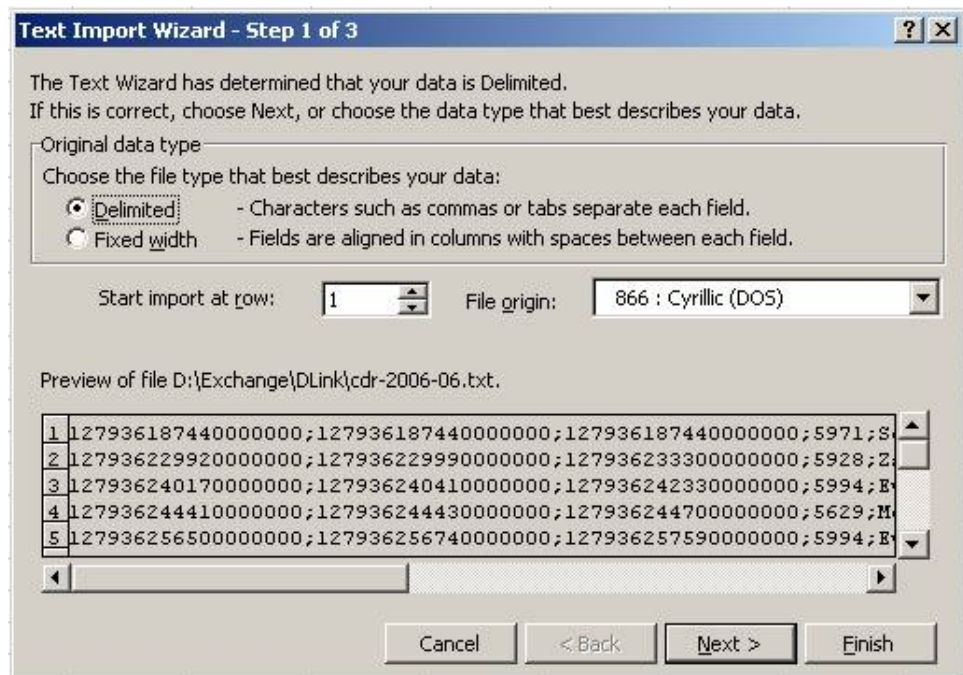 Text Import Wizard - Step 1 of 3
The Text Wizard has determined that your data is Delimited.
If this is correct, choose Next, or choose the data type that best describes your data.
Original data type
Choose the file type that best describes your data:
Delimited - Characters such as commas or tabs separate each field.
Fixed width - Fields are aligned in columns with spaces between each field.
Start import at row: 1 File origin: 866 : Cyrillic (DOS)
Preview of file D:\Exchange\DLink\cdr-2006-06.txt.
1 127936187440000000;127936187440000000;127936187440000000;5971;S
2 127936229920000000;127936229990000000;127936233300000000;5928;Z
3 127936240170000000;127936240410000000;127936242330000000;5994;E
4 127936244410000000;127936244430000000;127936244700000000;5629;M
5 127936256500000000;127936256740000000;127936257590000000;5994;E
Cancel < Back Next > Finish